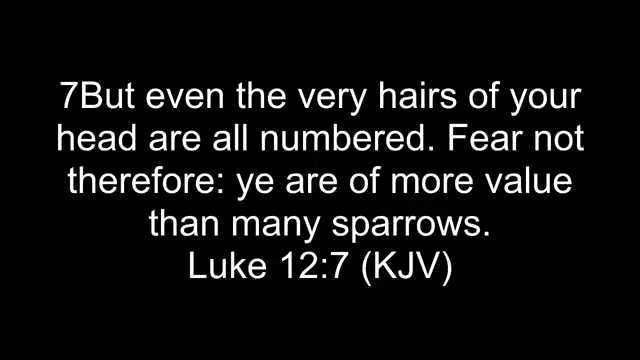 7But even the very hairs of your
head are all numbered. Fear not
therefore: ye are of more value
than many sparrows.
Luke 12:7 (KJV)